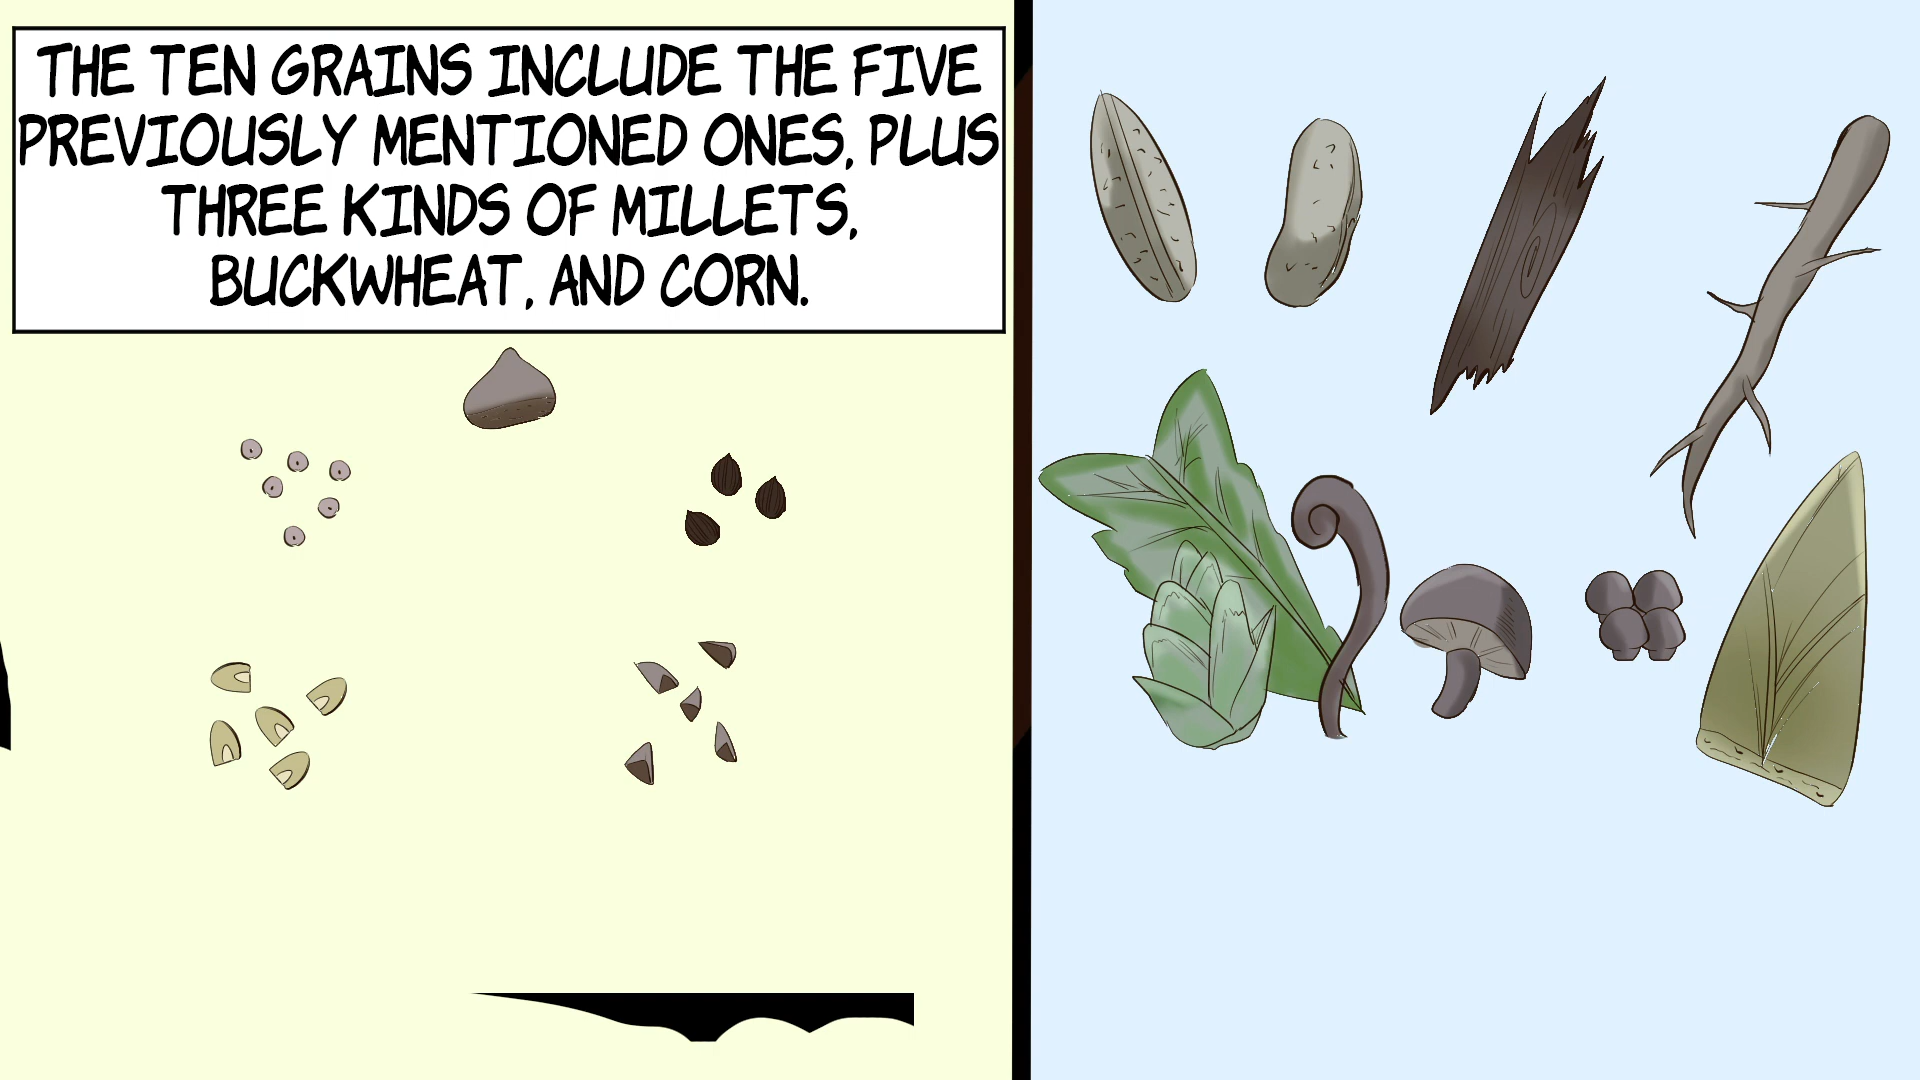 THE TEN GRAINS INCLUDE THE FIVE
PREVIOUSLY MENTIONED ONES, PLUS
THREE KINDS OF MILLETS,
BUCKWHEAT, AND CORN.